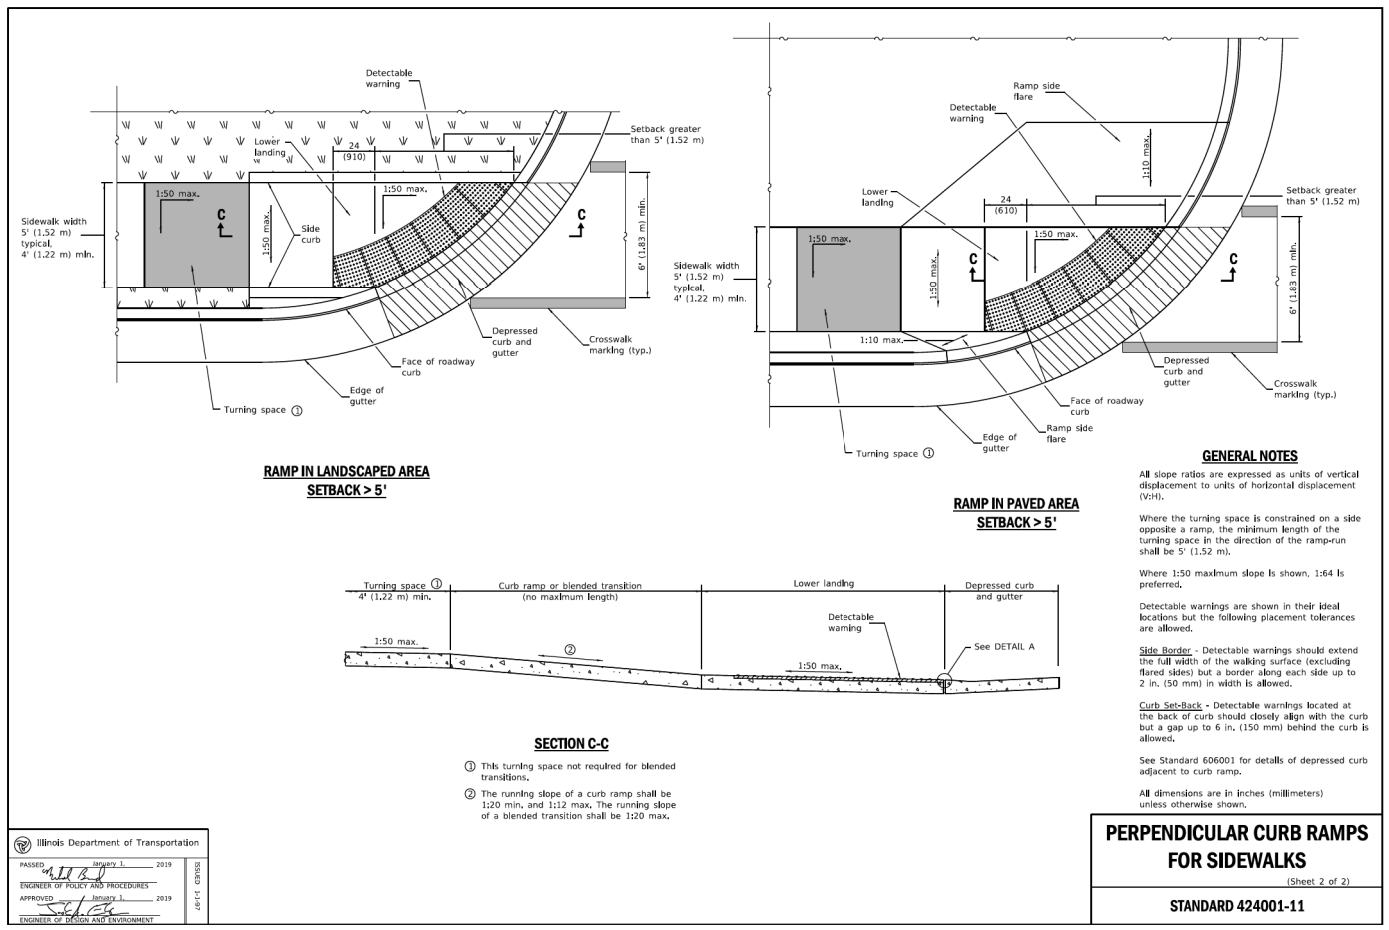 Detectable
warning
Setback greater
than 5' (1.52 m)
Lower
landing
24
(910)
1:50 max.
1:50 max.
C
C
Side
curb
1:50 max.
Sidewalk width
5' (1.52 m)
typical,
4' (1.22 m) min.
6' (1.83 m) min.
Depressed
curb and
gutter
Crosswalk
marking (typ.)
Face of roadway
curb
Edge of
gutter
Turning space ①
RAMP IN LANDSCAPED AREA
SETBACK > 5'
Ramp side
flare
Detectable
warning
1:10 max.
Lower
landing
24
(610)
Setback greater
than 5' (1.52 m)
1:50 max.
1:50 max.
C
C
1:50 max.
Sidewalk width
5' (1.52 m)
typical,
4' (1.22 m) min.
6' (1.83 m) min.
1:10 max.
Depressed
curb and
gutter
Crosswalk
marking (typ.)
Face of roadway
curb
Ramp side
flare
Edge of
gutter
Turning space ①
RAMP IN PAVED AREA
SETBACK > 5'
Turning space ①
4' (1.22 m) min.
Curb ramp or blended transition
(no maximum length)
Lower landing
Depressed curb
and gutter
Detectable
warning
1:50 max.
②
1:50 max.
See DETAIL A
SECTION C-C
① This turning space not required for blended
transitions.
② The running slope of a curb ramp shall be
1:20 min. and 1:12 max. The running slope
of a blended transition shall be 1:20 max.
GENERAL NOTES
All slope ratios are expressed as units of vertical
displacement to units of horizontal displacement
(V:H).
Where the turning space is constrained on a side
opposite a ramp, the minimum length of the
turning space in the direction of the ramp-run
shall be 5' (1.52 m).
Where 1:50 maximum slope is shown, 1:64 is
preferred.
Detectable warnings are shown in their ideal
locations but the following placement tolerances
are allowed.
Side Border - Detectable warnings should extend
the full width of the walking surface (excluding
flared sides) but a border along each side up to
2 in. (50 mm) in width is allowed.
Curb Set-Back - Detectable warnings located at
the back of curb should closely align with the curb
but a gap up to 6 in. (150 mm) behind the curb is
allowed.
See Standard 606001 for details of depressed curb
adjacent to curb ramp.
All dimensions are in inches (millimeters)
unless otherwise shown.
Illinois Department of Transportation
PASSED January 1, 2019
ENGINEER OF POLICY AND PROCEDURES
APPROVED January 1, 2019
ENGINEER OF DESIGN AND ENVIRONMENT
ISSUED 1-1-97
PERPENDICULAR CURB RAMPS
FOR SIDEWALKS
(Sheet 2 of 2)
STANDARD 424001-11